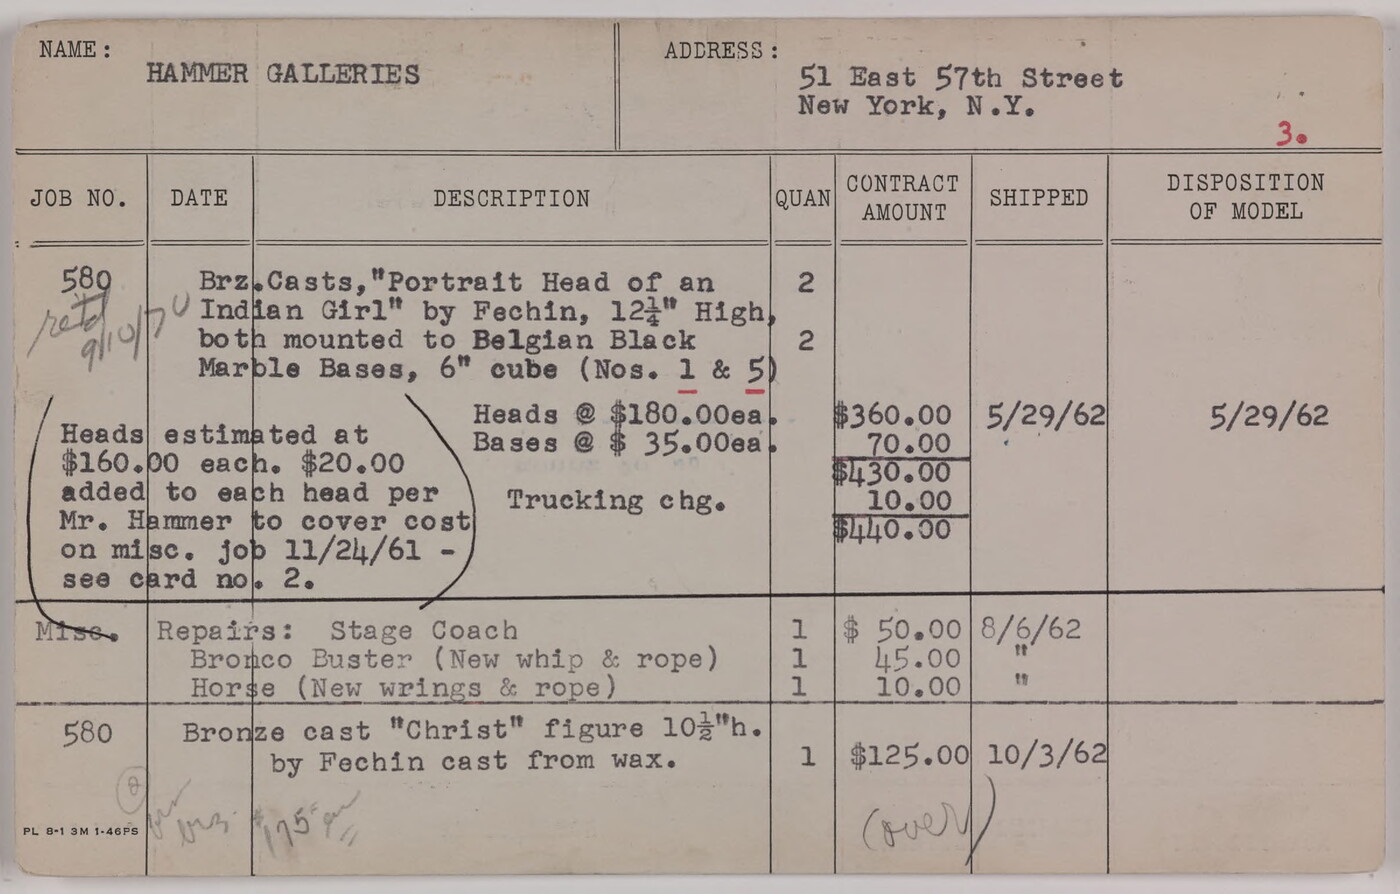 NAME:
HAMMER GALLERIES
ADDRESS:
51 East 57th Street
New York, N.Y.
3.
JOB NO. DATE DESCRIPTION QUAN CONTRACT AMOUNT SHIPPED DISPOSITION OF MODEL
580 Brz.Casts,"Portrait Head of an 2
ret'd Indian Girl" by Fechin, 12¼" High,
9/10/70 both mounted to Belgian Black 2
Marble Bases, 6" cube (Nos. 1 & 5)
Heads @ $180.00ea. $360.00 5/29/62 5/29/62
Bases @ $ 35.00ea. 70.00
$430.00
Trucking chg. 10.00
$440.00
Heads estimated at
$160.00 each. $20.00
added to each head per
Mr. Hammer to cover cost
on misc. job 11/24/61 -
see card no. 2.
Misc. Repairs: Stage Coach 1 $ 50.00 8/6/62
Bronco Buster (New whip & rope) 1 45.00 "
Horse (New wrings & rope) 1 10.00 "
580 Bronze cast "Christ" figure 10½"h.
by Fechin cast from wax. 1 $125.00 10/3/62
$175
(over)
PL 8-1 3M 1-46PS